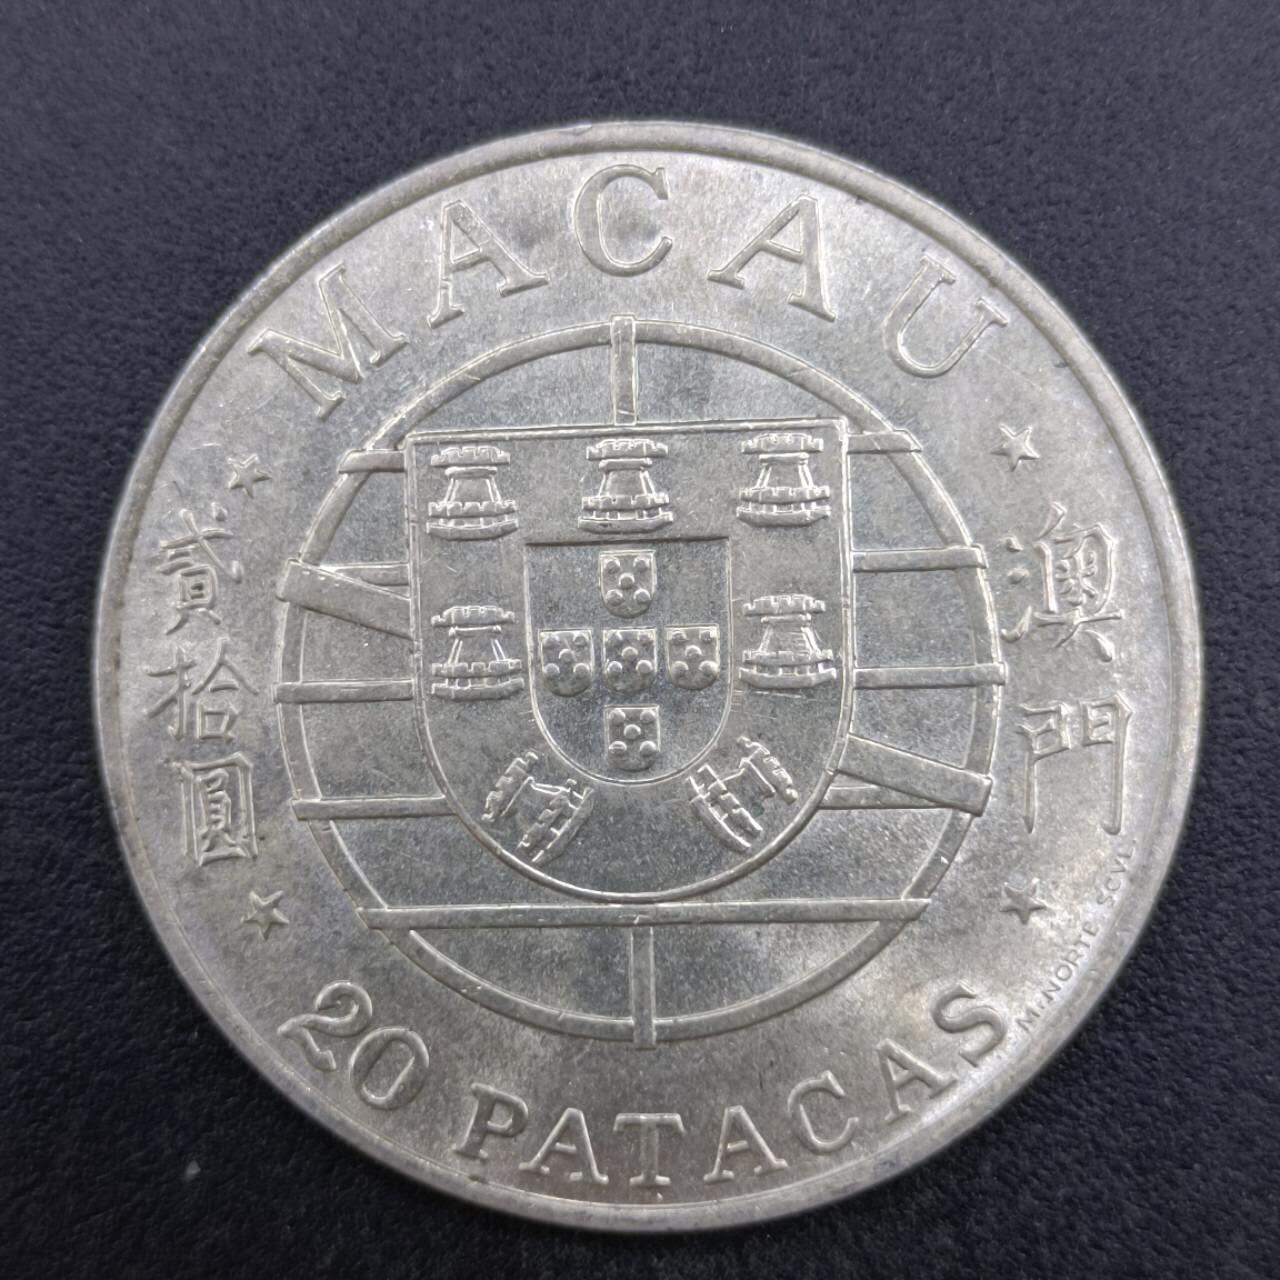 MACAU
貳拾圓
澳門
20 PATACAS
M. NORTE SCVL.